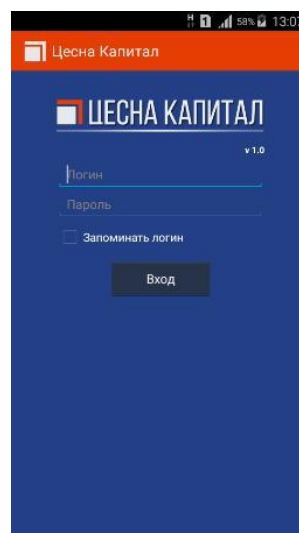 58% 13:07
Цесна Капитал
ЦЕСНА КАПИТАЛ
v 1.0
Логин
Пароль
Запоминать логин
Вход